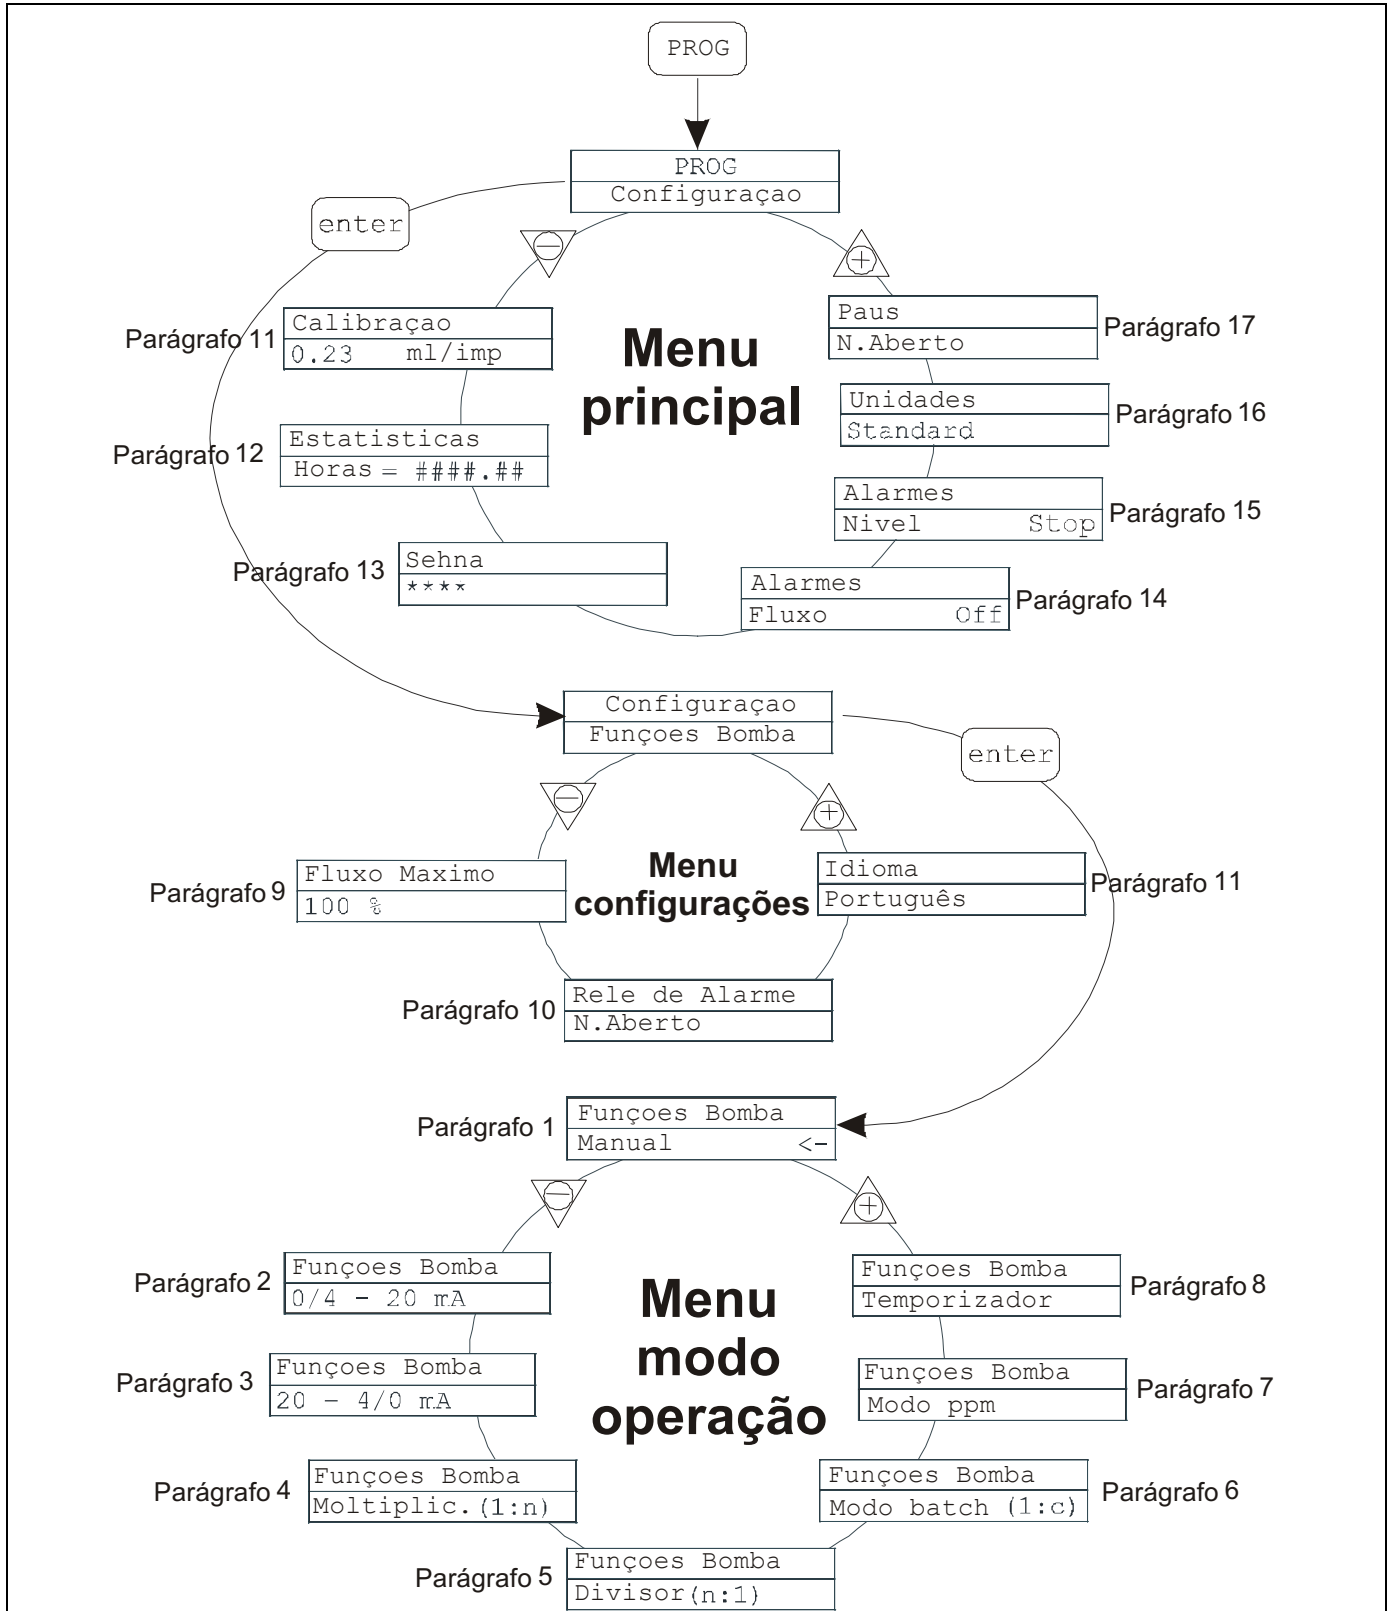 PROG
PROG
Configuraçao
enter
Parágrafo 11
Calibraçao
0.23 ml/imp
Menu
principal
Paus
N.Aberto
Parágrafo 17
Unidades
Standard
Parágrafo 16
Parágrafo 12
Estatisticas
Horas = ####.##
Alarmes
Nivel Stop
Parágrafo 15
Parágrafo 13
Sehna
****
Alarmes
Fluxo Off
Parágrafo 14
Configuraçao
Funçoes Bomba
enter
Parágrafo 9
Fluxo Maximo
100 %
Menu
configurações
Idioma
Português
Parágrafo 11
Parágrafo 10
Rele de Alarme
N.Aberto
Parágrafo 1
Funçoes Bomba
Manual <-
Parágrafo 2
Funçoes Bomba
0/4 - 20 mA
Menu
modo
operação
Funçoes Bomba
Temporizador
Parágrafo 8
Parágrafo 3
Funçoes Bomba
20 - 4/0 mA
Funçoes Bomba
Modo ppm
Parágrafo 7
Parágrafo 4
Funçoes Bomba
Moltiplic.(1:n)
Funçoes Bomba
Modo batch (1:c)
Parágrafo 6
Parágrafo 5
Funçoes Bomba
Divisor(n:1)